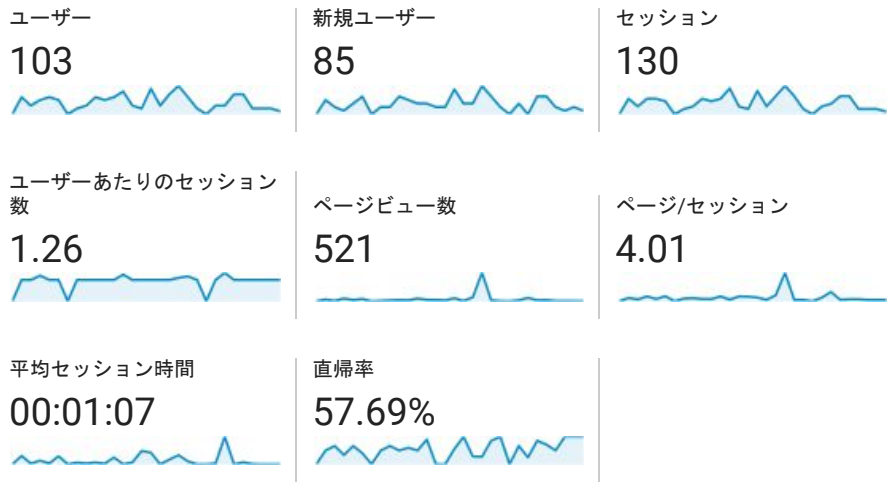 ユーザー
103
新規ユーザー
85
セッション
130
ユーザーあたりのセッション
数
1.26
ページビュー数
521
ページ/セッション
4.01
平均セッション時間
00:01:07
直帰率
57.69%